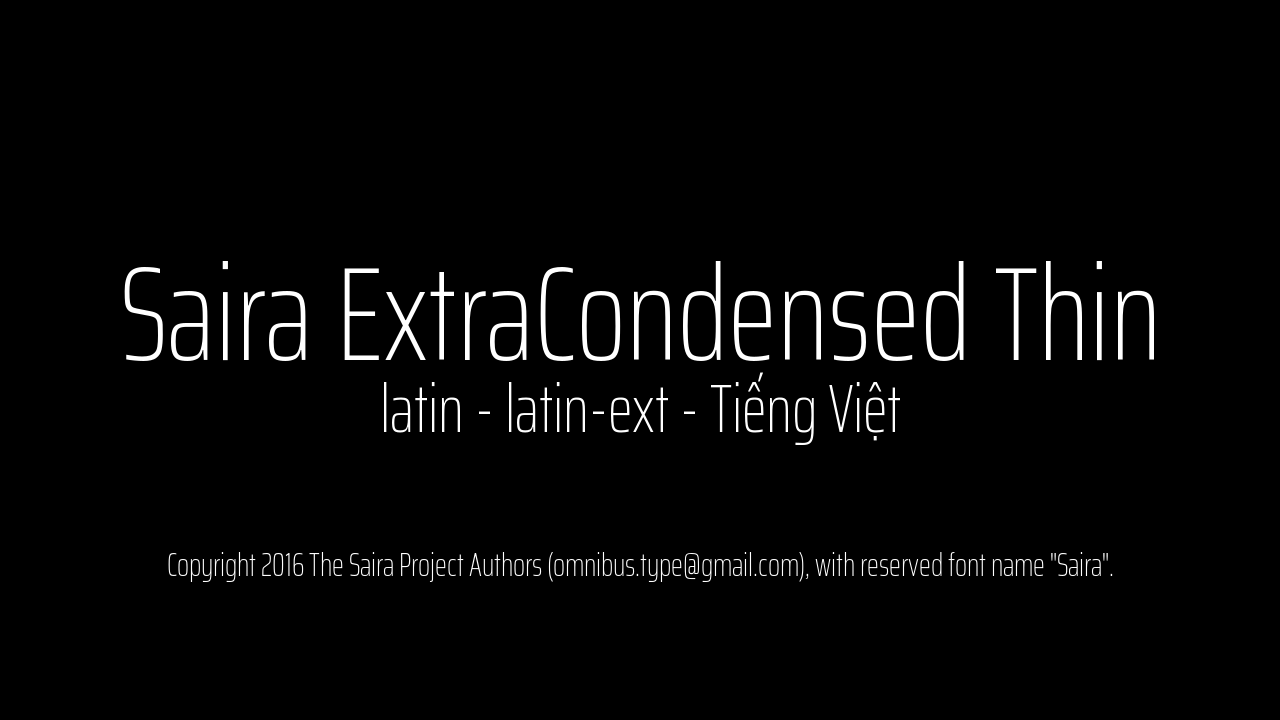 Saira ExtraCondensed Thin
latin - latin-ext - Tiếng Việt
Copyright 2016 The Saira Project Authors (omnibus.type@gmail.com), with reserved font name "Saira".